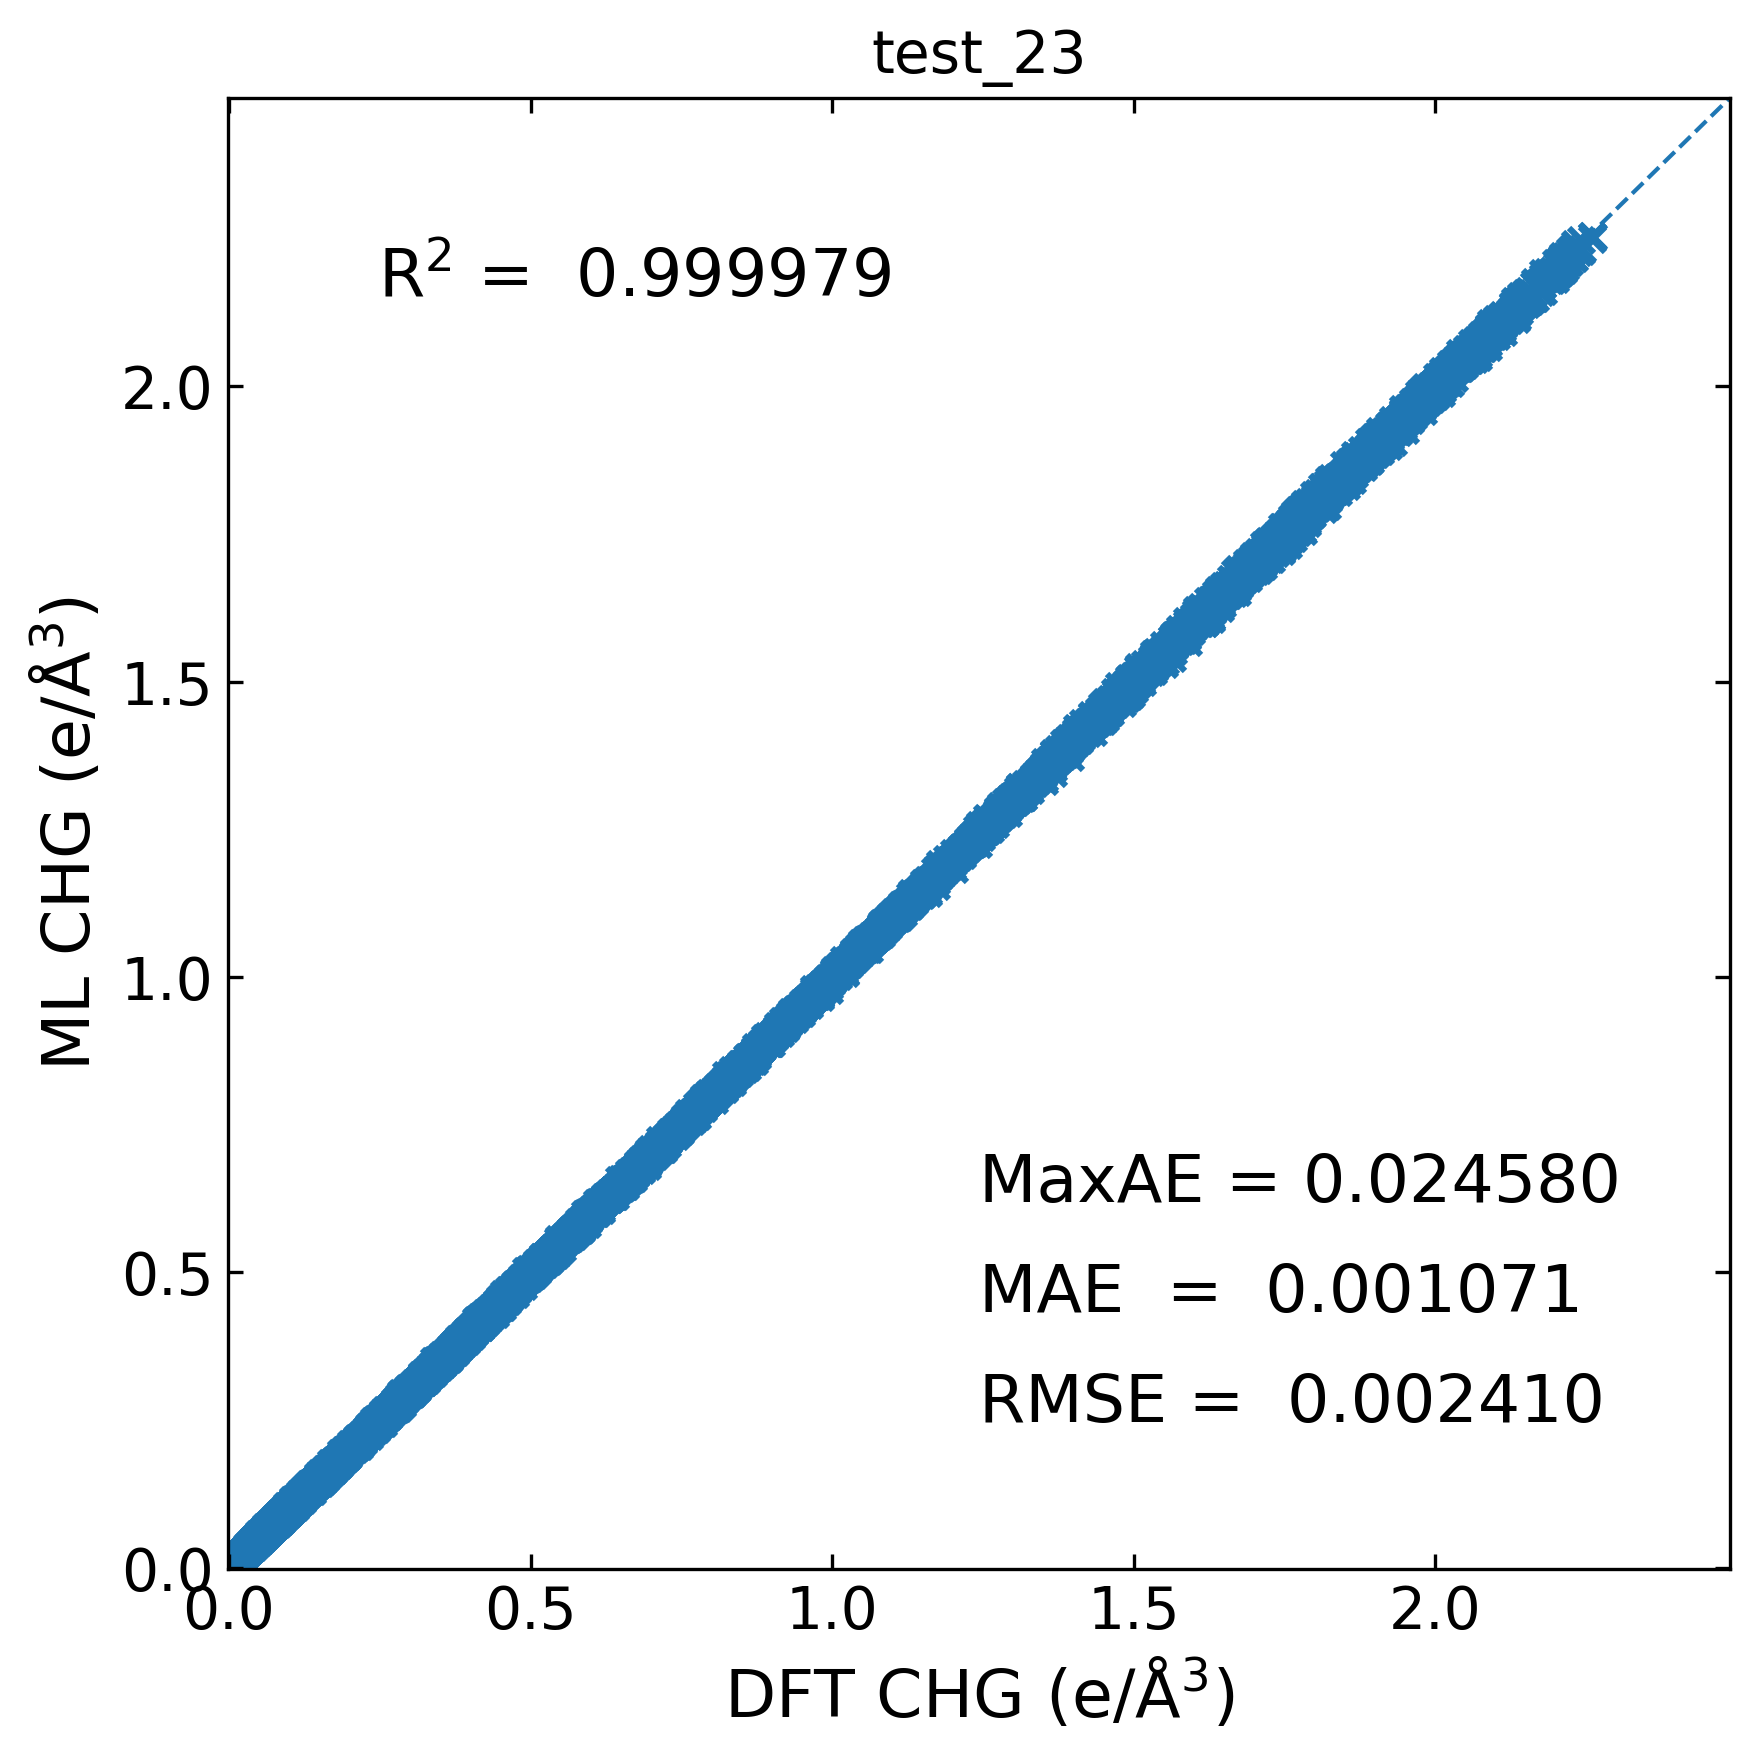 test_23
R² = 0.999979
ML CHG (e/Å³)
2.0
1.5
1.0
0.5
0.0
MaxAE = 0.024580
MAE = 0.001071
RMSE = 0.002410
0.0 0.5 1.0 1.5 2.0
DFT CHG (e/Å³)